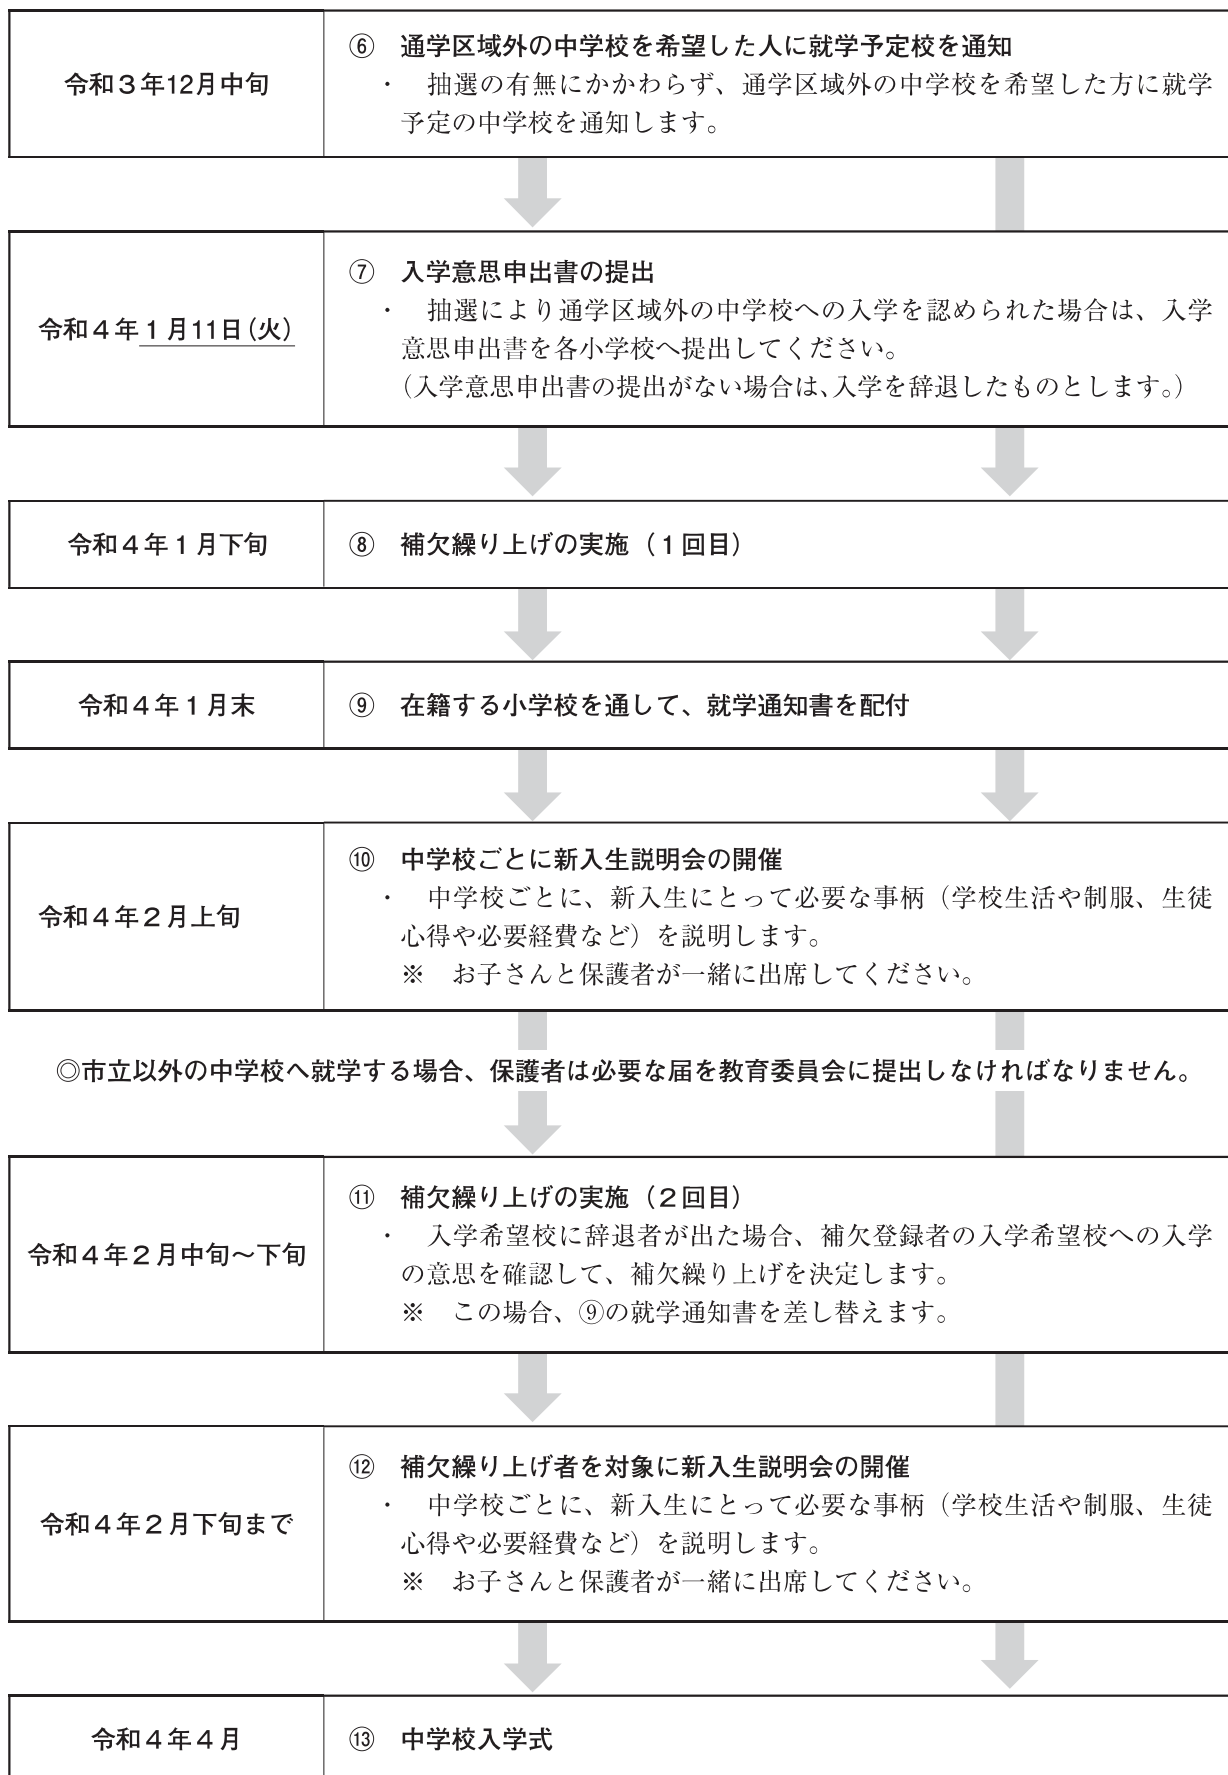 令和３年12月中旬
⑥　通学区域外の中学校を希望した人に就学予定校を通知
・　抽選の有無にかかわらず、通学区域外の中学校を希望した方に就学
予定の中学校を通知します。
令和４年１月11日（火）
⑦　入学意思申出書の提出
・　抽選により通学区域外の中学校への入学を認められた場合は、入学
意思申出書を各小学校へ提出してください。
（入学意思申出書の提出がない場合は、入学を辞退したものとします。）
令和４年１月下旬
⑧　補欠繰り上げの実施（１回目）
令和４年１月末
⑨　在籍する小学校を通して、就学通知書を配付
令和４年２月上旬
⑩　中学校ごとに新入生説明会の開催
・　中学校ごとに、新入生にとって必要な事柄（学校生活や制服、生徒
心得や必要経費など）を説明します。
※　お子さんと保護者が一緒に出席してください。
◎市立以外の中学校へ就学する場合、保護者は必要な届を教育委員会に提出しなければなりません。
令和４年２月中旬～下旬
⑪　補欠繰り上げの実施（２回目）
・　入学希望校に辞退者が出た場合、補欠登録者の入学希望校への入学
の意思を確認して、補欠繰り上げを決定します。
※　この場合、⑨の就学通知書を差し替えます。
令和４年２月下旬まで
⑫　補欠繰り上げ者を対象に新入生説明会の開催
・　中学校ごとに、新入生にとって必要な事柄（学校生活や制服、生徒
心得や必要経費など）を説明します。
※　お子さんと保護者が一緒に出席してください。
令和４年４月
⑬　中学校入学式